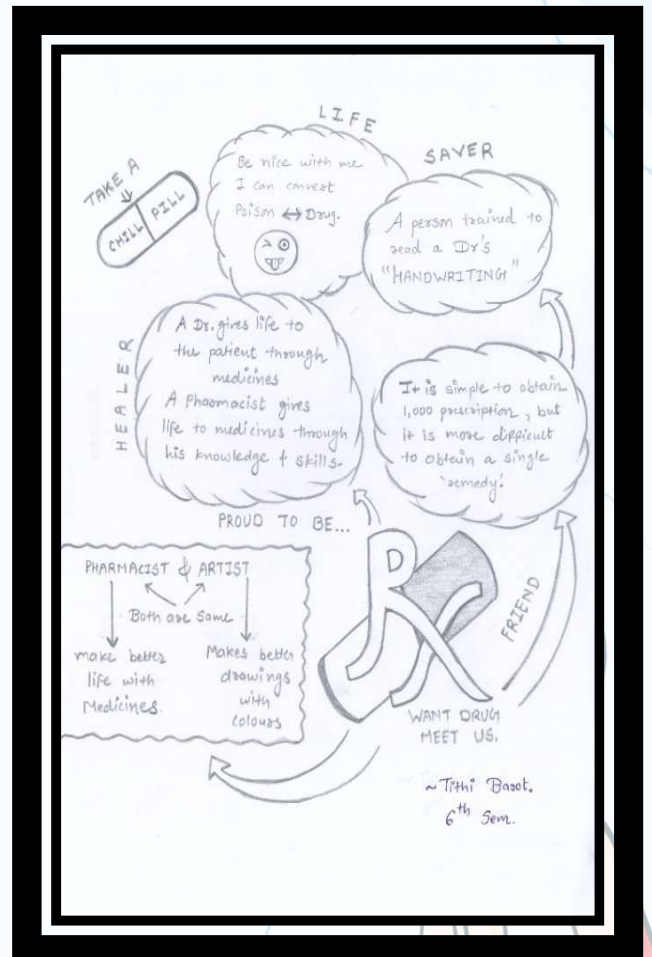 LIFE
SAVER
TAKE A
CHILL PILL
Be nice with me
I can convert
Poison ↔ Drug.
A person trained to
read a Dr's
"HANDWRITING"
HEALER
A Dr. gives life to
the patient through
medicines
A Pharmacist gives
life to medicines through
his knowledge & skills.
It is simple to obtain
1,000 prescription, but
it is more difficult
to obtain a single
'remedy'.
PROUD TO BE...
Rx
FRIEND
PHARMACIST & ARTIST
Both are same
make better
life with
Medicines.
Makes better
drawings
with
colours
WANT DRUG
MEET US.
~ Tithi Barot.
6th Sem.